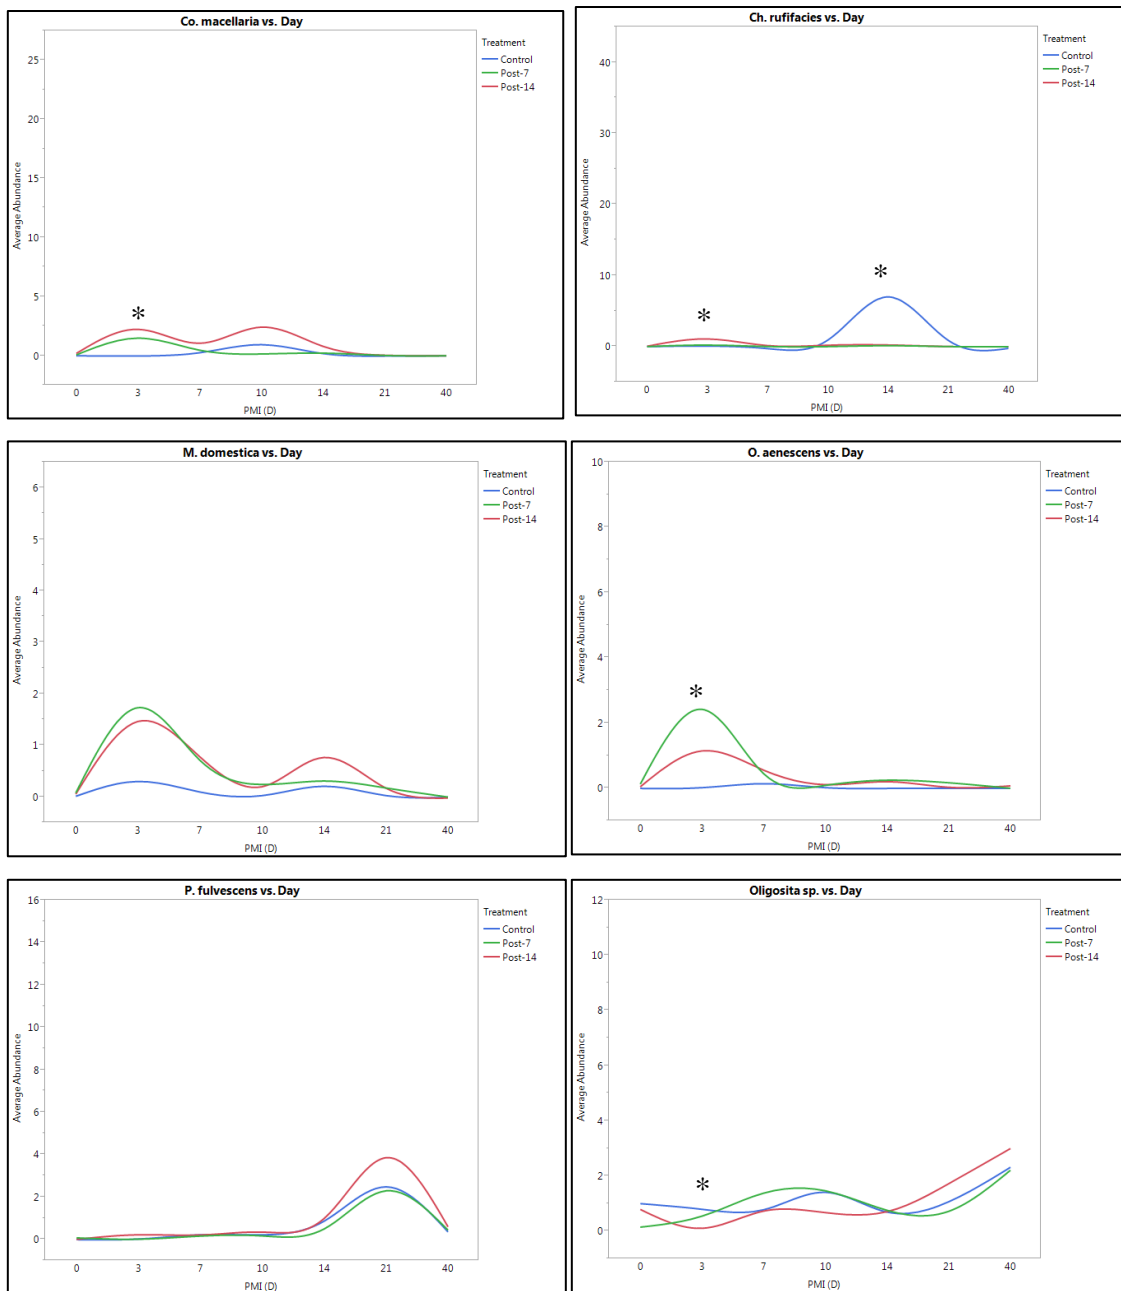 Co. macellaria vs. Day
Treatment
Control
Post-7
Post-14
Average Abundance
25
20
15
10
5
0
*
0 3 7 10 14 21 40
PMI (D)
Ch. rufifacies vs. Day
Treatment
Control
Post-7
Post-14
Average Abundance
40
30
20
10
0
*
*
0 3 7 10 14 21 40
PMI (D)
M. domestica vs. Day
Treatment
Control
Post-7
Post-14
Average Abundance
6
5
4
3
2
1
0
0 3 7 10 14 21 40
PMI (D)
O. aenescens vs. Day
Treatment
Control
Post-7
Post-14
Average Abundance
10
8
6
4
2
0
*
0 3 7 10 14 21 40
PMI (D)
P. fulvescens vs. Day
Treatment
Control
Post-7
Post-14
Average Abundance
16
14
12
10
8
6
4
2
0
0 3 7 10 14 21 40
PMI (D)
Oligosita sp. vs. Day
Treatment
Control
Post-7
Post-14
Average Abundance
12
10
8
6
4
2
0
*
0 3 7 10 14 21 40
PMI (D)